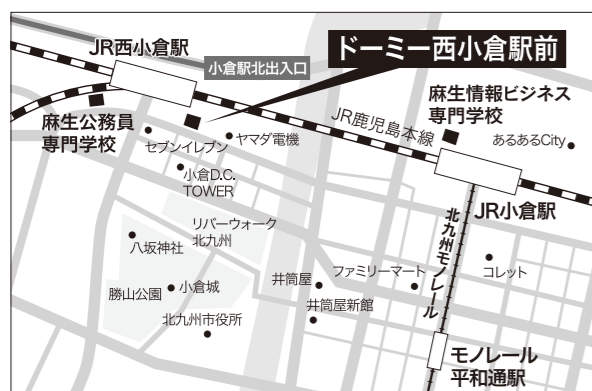 JR西小倉駅
小倉駅北出入口
ドーミー西小倉駅前
麻生公務員
専門学校
セブンイレブン
ヤマダ電機
JR鹿児島本線
麻生情報ビジネス
専門学校
あるあるCity
小倉D.C.
TOWER
JR小倉駅
リバーウォーク
北九州
八坂神社
北九州モノレール
勝山公園
小倉城
井筒屋
ファミリーマート
コレット
北九州市役所
井筒屋新館
モノレール
平和通駅